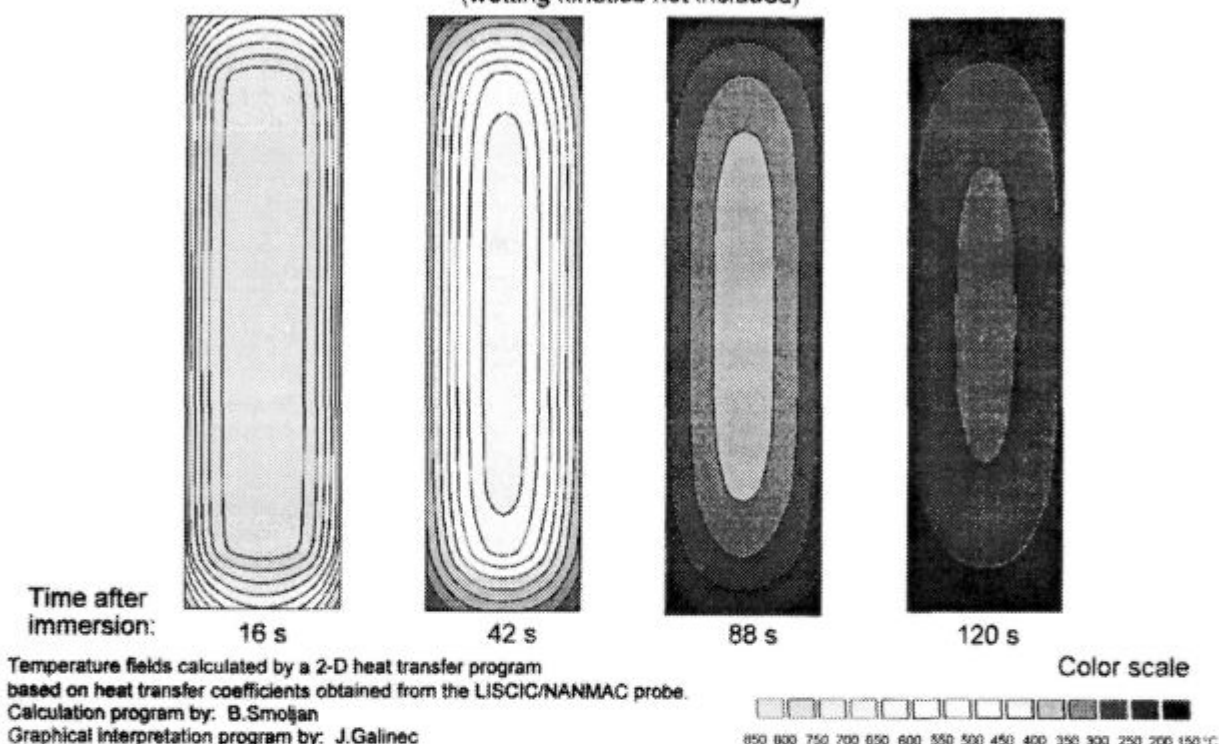 (wetting kinetics not included)
Time after
immersion:
16 s
42 s
88 s
120 s
Temperature fields calculated by a 2-D heat transfer program
based on heat transfer coefficients obtained from the LISCIC/NANMAC probe.
Calculation program by: B.Smoljan
Graphical interpretation program by: J.Galinec
Color scale
850 800 750 700 650 600 550 500 450 400 350 300 250 200 150 °C